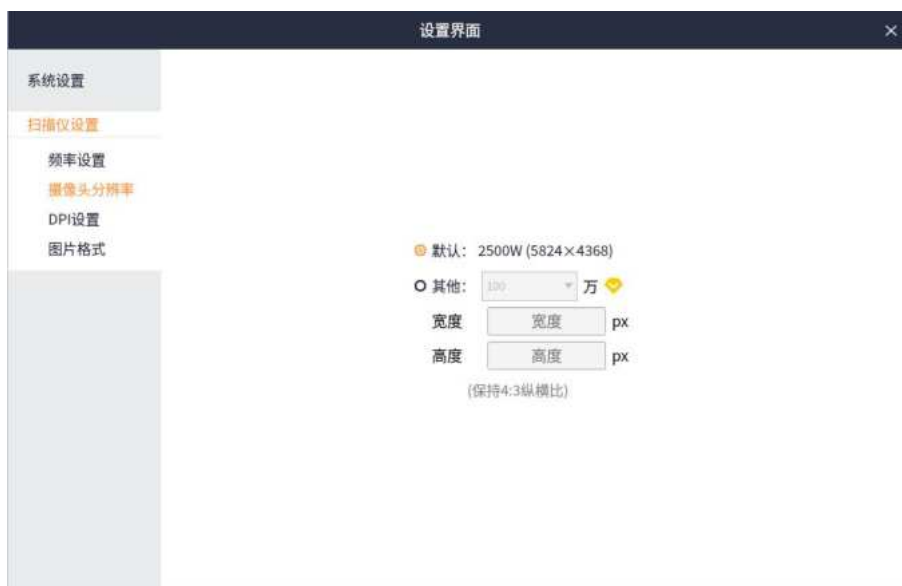 设置界面 ×
系统设置
扫描仪设置
频率设置
摄像头分辨率
DPI设置
图片格式
默认： 2500W (5824×4368)
其他： 100 万
宽度 宽度 px
高度 高度 px
(保持4:3纵横比)